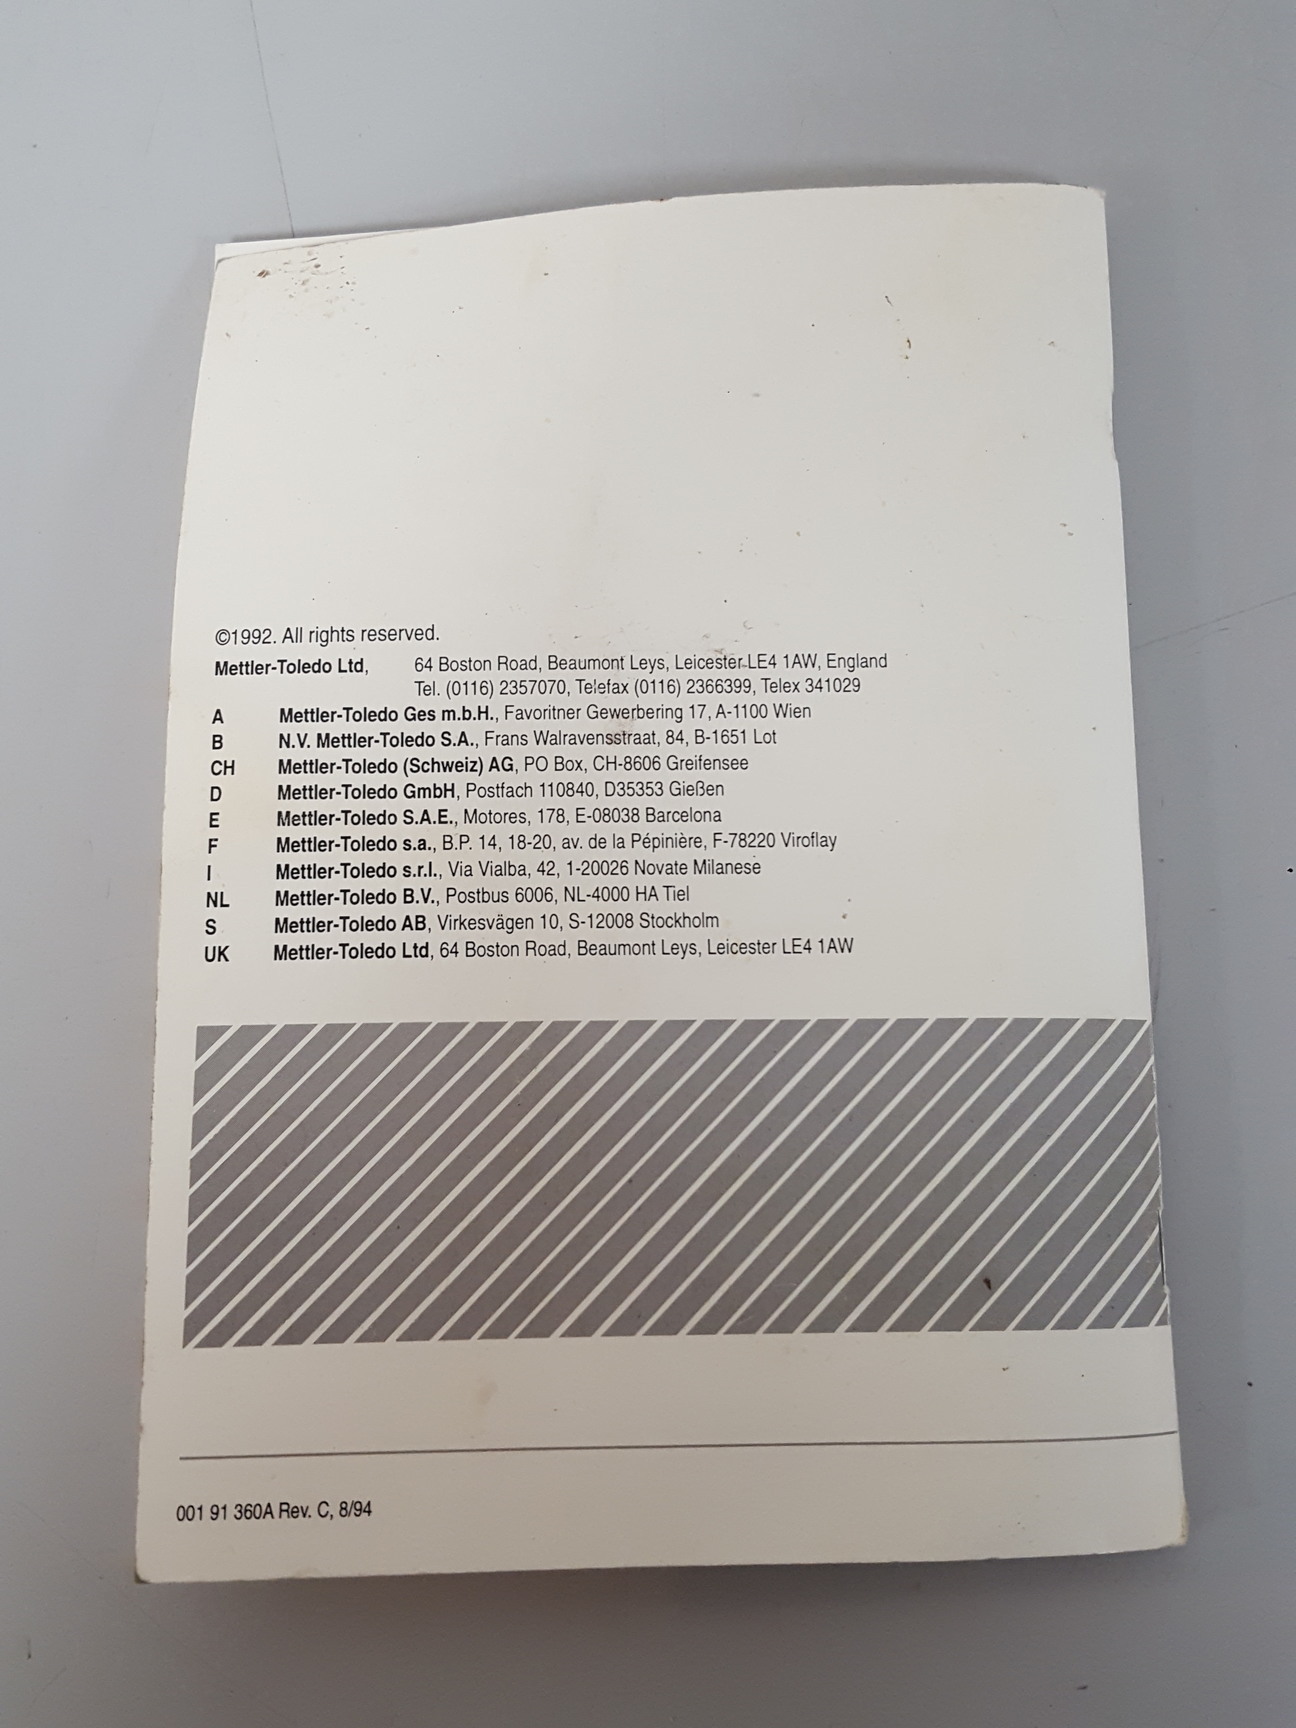 ©1992. All rights reserved.
Mettler-Toledo Ltd, 64 Boston Road, Beaumont Leys, Leicester LE4 1AW, England
Tel. (0116) 2357070, Telefax (0116) 2366399, Telex 341029
A Mettler-Toledo Ges m.b.H., Favoritner Gewerbering 17, A-1100 Wien
B N.V. Mettler-Toledo S.A., Frans Walravensstraat, 84, B-1651 Lot
CH Mettler-Toledo (Schweiz) AG, PO Box, CH-8606 Greifensee
D Mettler-Toledo GmbH, Postfach 110840, D35353 Gießen
E Mettler-Toledo S.A.E., Motores, 178, E-08038 Barcelona
F Mettler-Toledo s.a., B.P. 14, 18-20, av. de la Pépinière, F-78220 Viroflay
I Mettler-Toledo s.r.l., Via Vialba, 42, 1-20026 Novate Milanese
NL Mettler-Toledo B.V., Postbus 6006, NL-4000 HA Tiel
S Mettler-Toledo AB, Virkesvägen 10, S-12008 Stockholm
UK Mettler-Toledo Ltd, 64 Boston Road, Beaumont Leys, Leicester LE4 1AW
001 91 360A Rev. C, 8/94